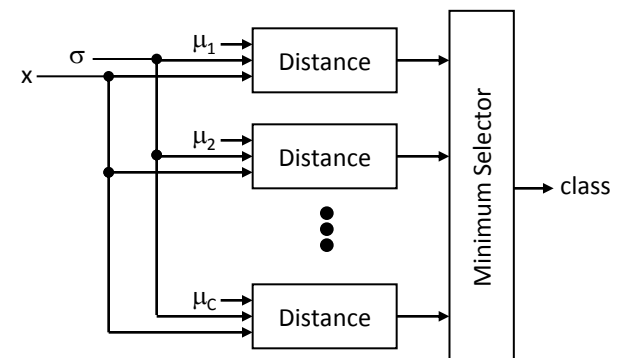 μ1
σ
x
Distance
μ2
Distance
μC
Distance
Minimum Selector
class